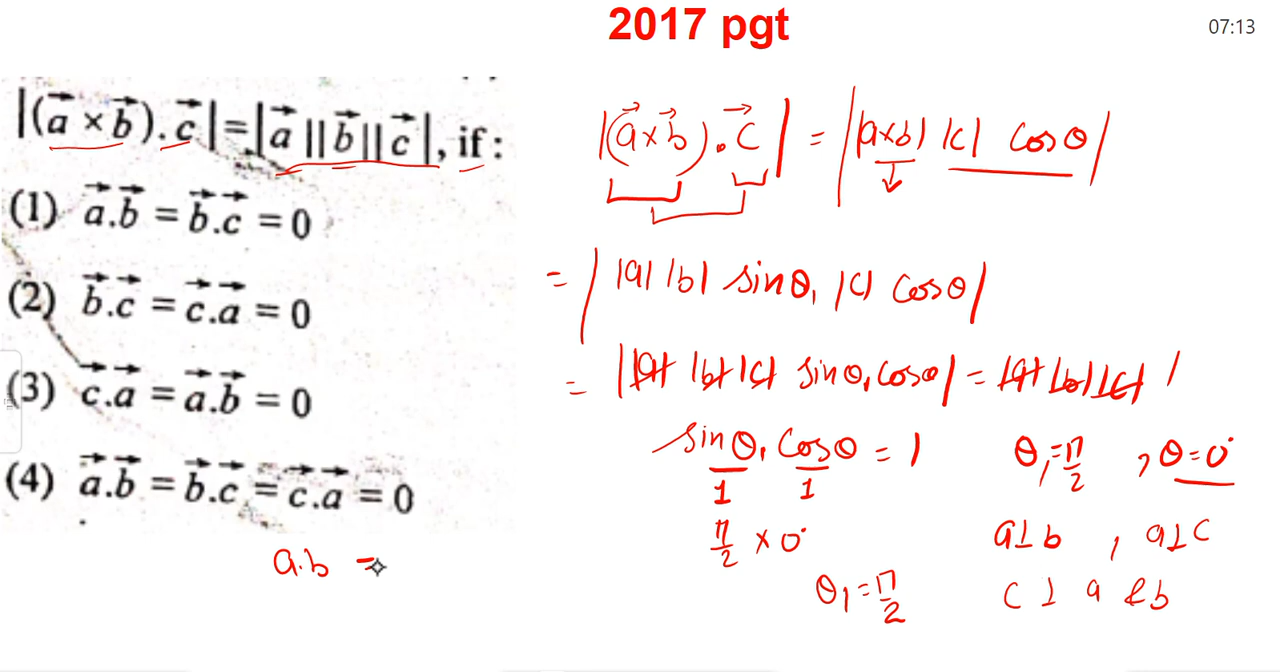 2017 pgt
07:13
|(a⃗ × b⃗). c⃗|=|a⃗ || b⃗ || c⃗|, if :
(1) a⃗.b⃗ = b⃗.c⃗ = 0
(2) b⃗.c⃗ = c⃗.a⃗ = 0
(3) c⃗.a⃗ = a⃗.b⃗ = 0
(4) a⃗.b⃗ = b⃗.c⃗ = c⃗.a⃗ = 0
a.b =
|(a⃗×b⃗).c⃗| = ||a×b| |c| cosθ|
= | |a| |b| sinθ₁ |c| cosθ|
= ||a| |b| |c| sinθ₁ cosθ| = |a| |b| |c|
sinθ₁ cosθ = 1 θ₁=π/2 , θ=0°
1 1
π/2 × 0° a⊥b , a⊥c
θ₁=π/2 c ⊥ a & b